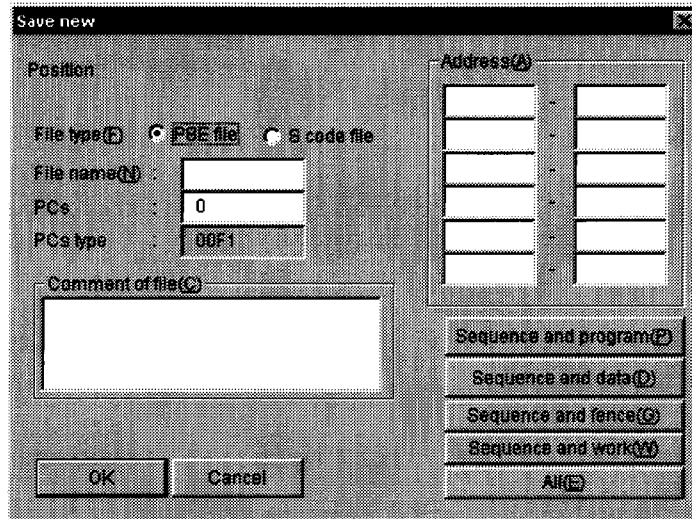 Save new
Position
File type(F) PSE file S code file
File name(N) :
PCs : 0
PCs type : 00F1
Comment of file(C)
OK Cancel
Address(A)
-
-
-
-
-
-
Sequence and program(P)
Sequence and data(D)
Sequence and fence(G)
Sequence and work(W)
All(E)